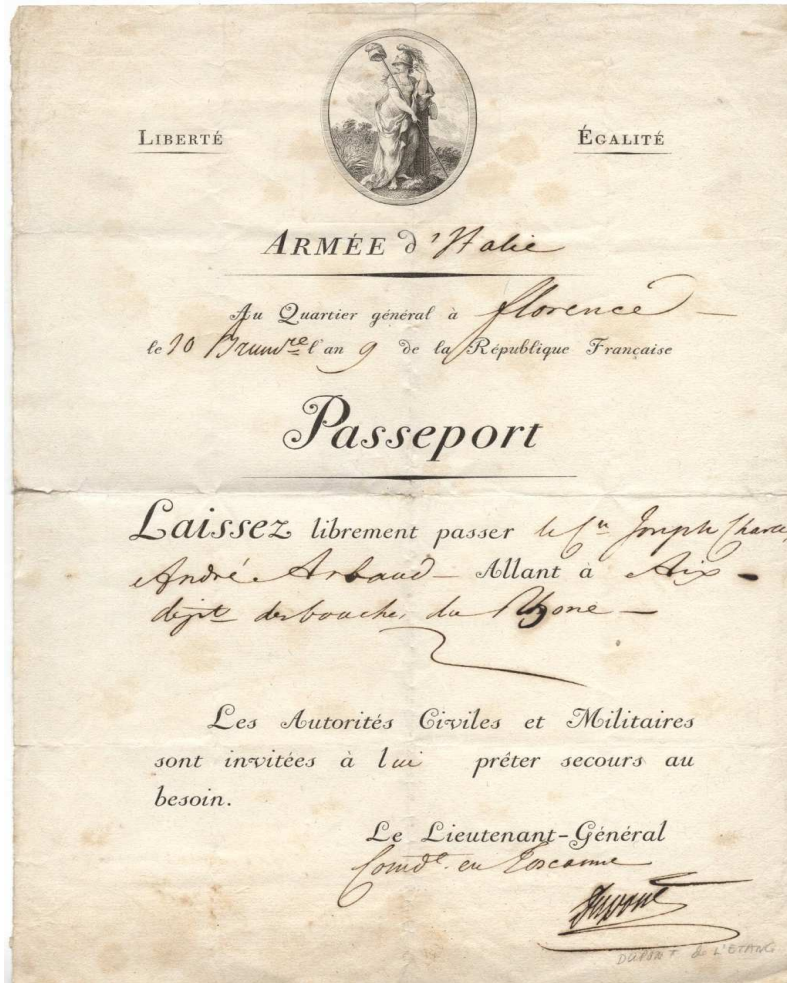 LIBERTÉ
ÉGALITÉ
ARMÉE d'Italie
Au Quartier général à florence
le 10 Brumre l'an 9 de la République Française
Passeport
Laissez librement passer le Cen Joseph Charle
André Arbaud - Allant à Aix -
dept des bouches du Rhone -
Les Autorités Civiles et Militaires
sont invitées à lui prêter secours au
besoin.
Le Lieutenant-Général
Comdt en Toscanne
Dupont
DUPONT de L'ETANG